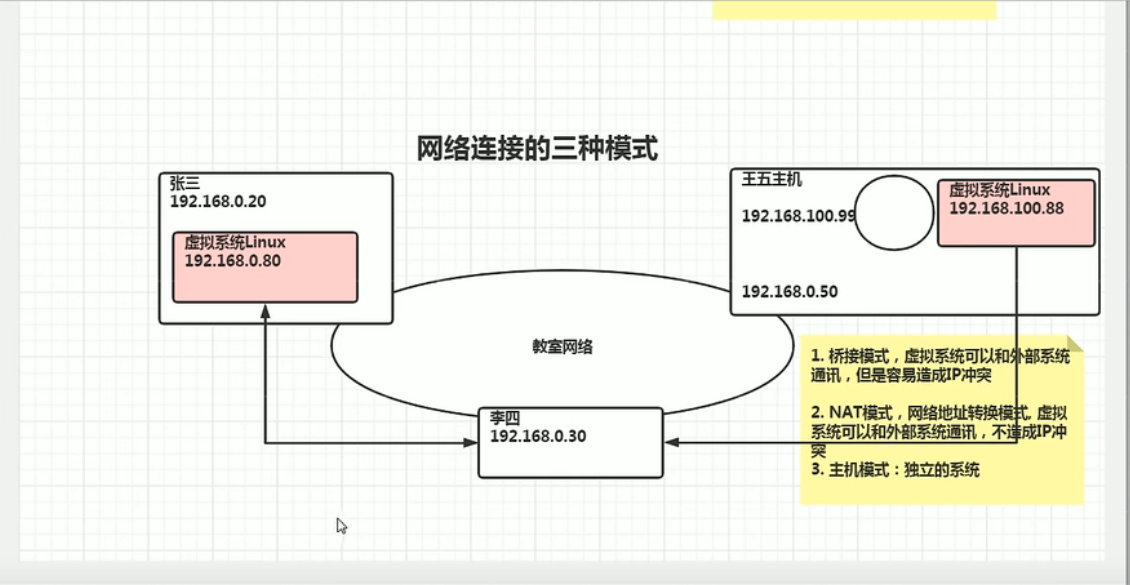 网络连接的三种模式
张三
192.168.0.20
虚拟系统Linux
192.168.0.80
王五主机
192.168.100.99
虚拟系统Linux
192.168.100.88
192.168.0.50
教室网络
李四
192.168.0.30
1. 桥接模式，虚拟系统可以和外部系统
通讯，但是容易造成IP冲突
2. NAT模式，网络地址转换模式, 虚拟
系统可以和外部系统通讯，不造成IP冲
突
3. 主机模式：独立的系统